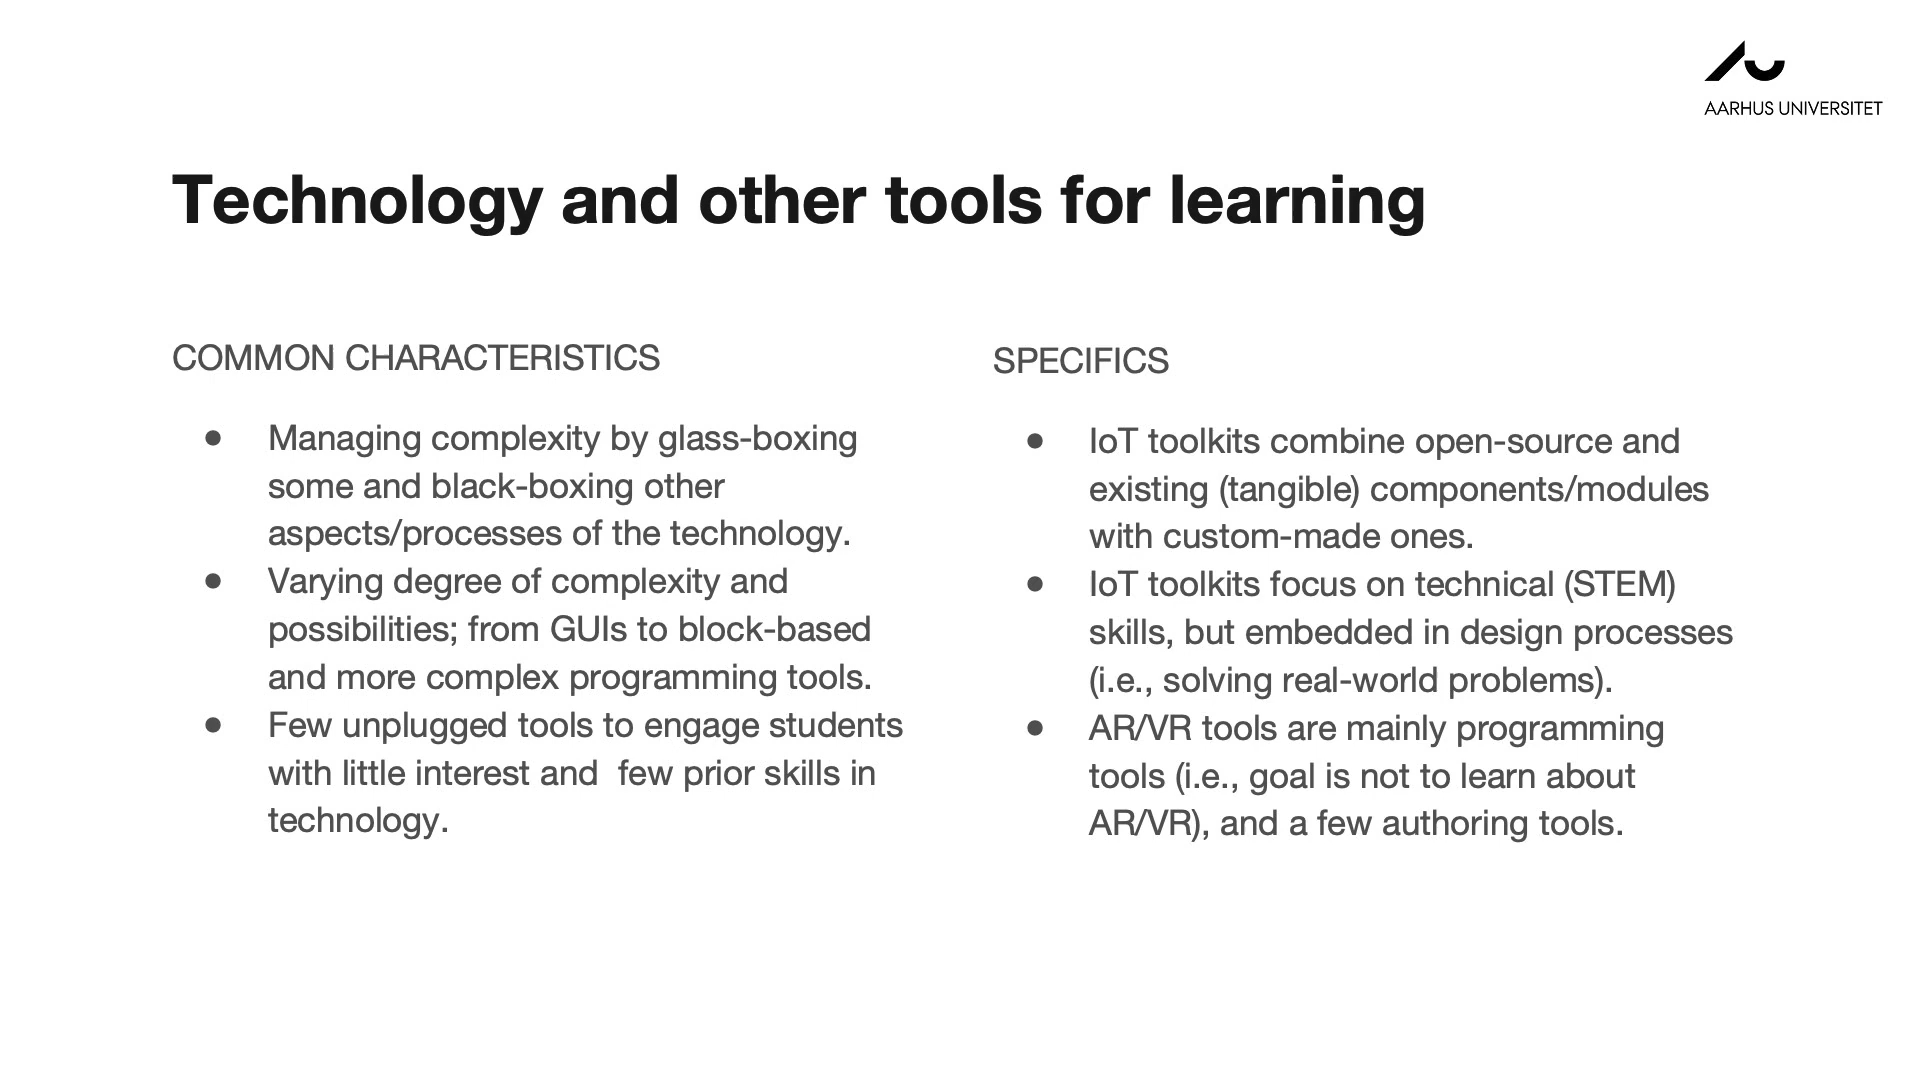 AARHUS UNIVERSITET
Technology and other tools for learning
COMMON CHARACTERISTICS
● Managing complexity by glass-boxing
some and black-boxing other
aspects/processes of the technology.
● Varying degree of complexity and
possibilities; from GUIs to block-based
and more complex programming tools.
● Few unplugged tools to engage students
with little interest and  few prior skills in
technology.
SPECIFICS
● IoT toolkits combine open-source and
existing (tangible) components/modules
with custom-made ones.
● IoT toolkits focus on technical (STEM)
skills, but embedded in design processes
(i.e., solving real-world problems).
● AR/VR tools are mainly programming
tools (i.e., goal is not to learn about
AR/VR), and a few authoring tools.